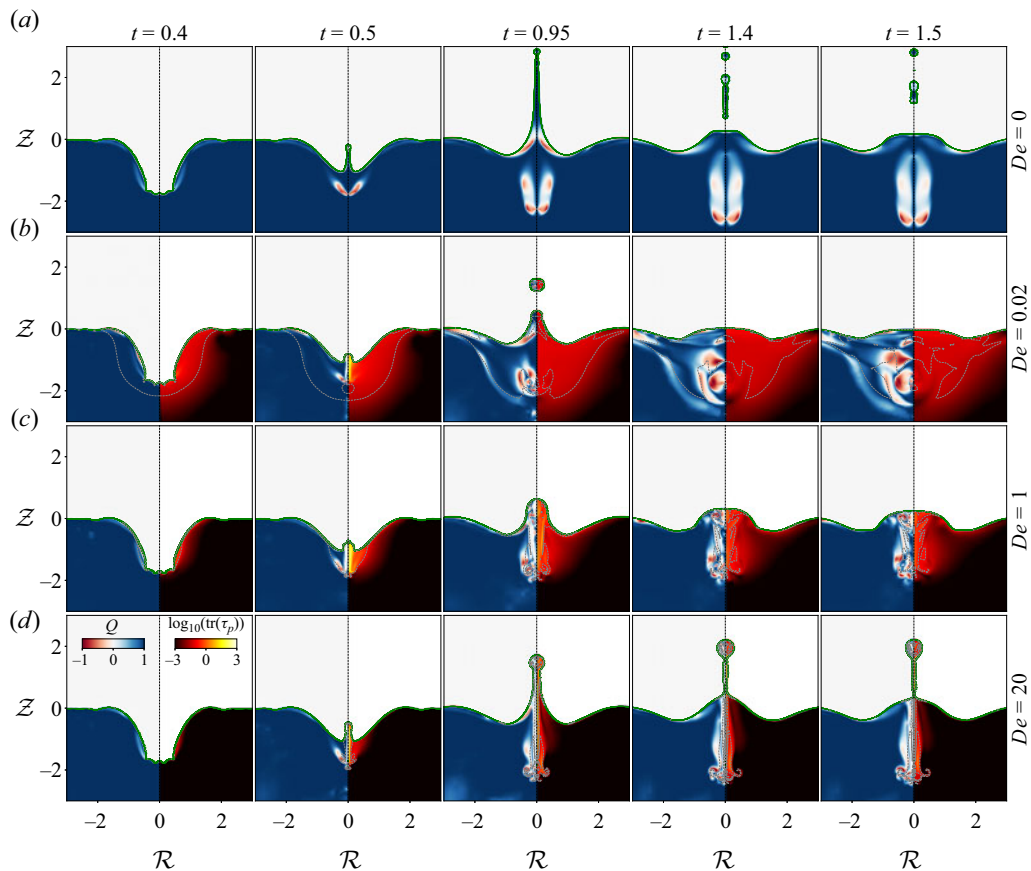 (a)
t = 0.4 t = 0.5 t = 0.95 t = 1.4 t = 1.5
2
Z 0
−2
De = 0
(b)
2
Z 0
−2
De = 0.02
(c)
2
Z 0
−2
De = 1
(d)
Q log₁₀(tr(τₚ))
−1 0 1 −3 0 3
2
Z 0
−2
De = 20
−2 0 2 −2 0 2 −2 0 2 −2 0 2 −2 0 2
R R R R R